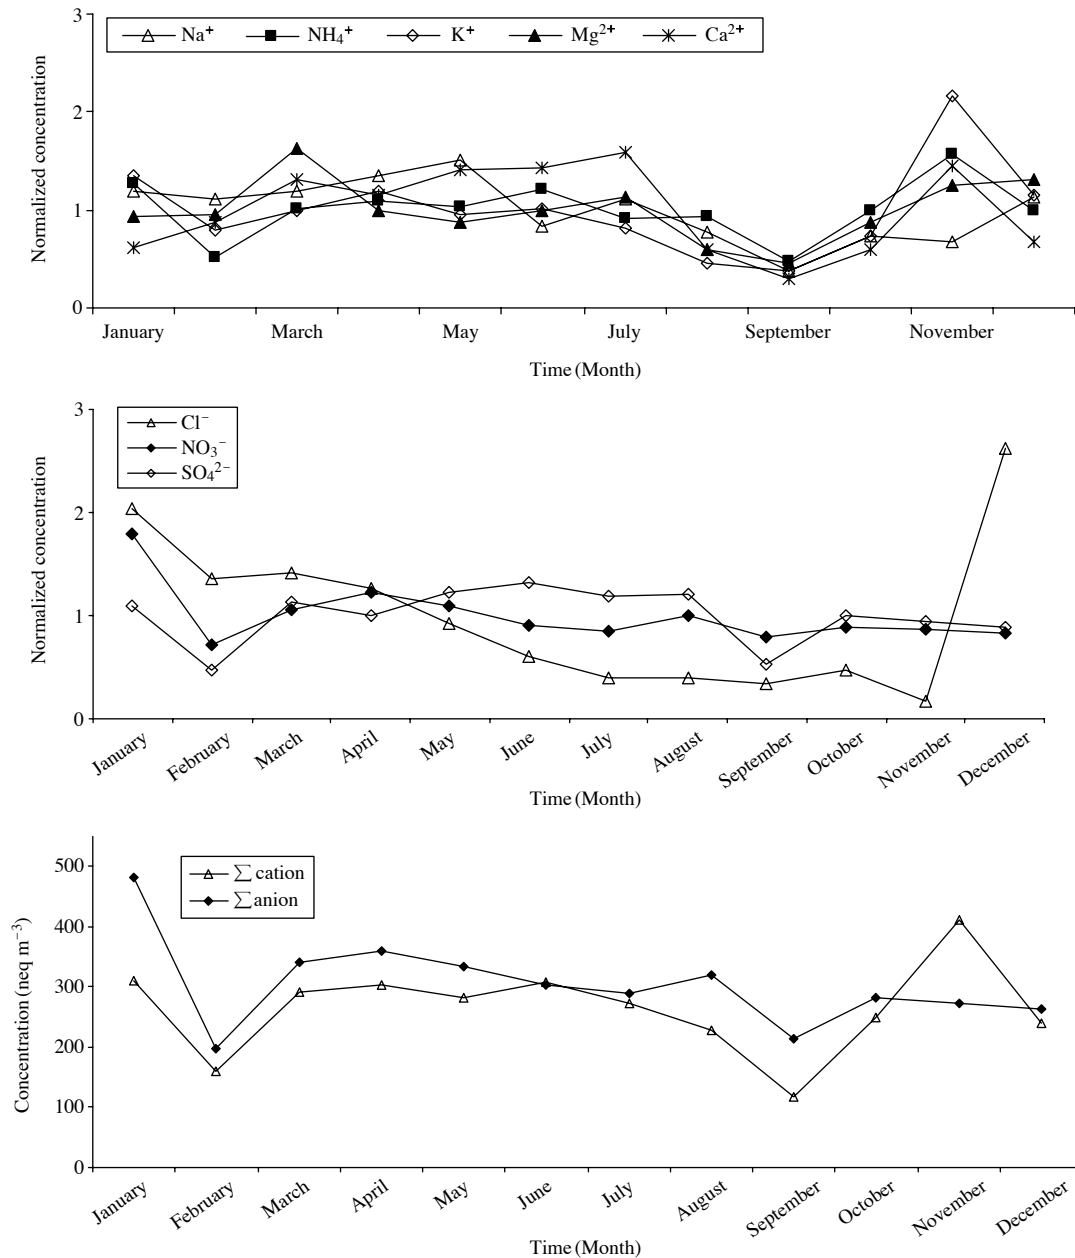 3
2
1
0
Normalized concentration
Na⁺ NH₄⁺ K⁺ Mg²⁺ Ca²⁺
January March May July September November
Time (Month)
3
2
1
0
Normalized concentration
Cl⁻
NO₃⁻
SO₄²⁻
January February March April May June July August September October November December
Time (Month)
500
400
300
200
100
0
Concentration (neq m⁻³)
∑ cation
∑ anion
January February March April May June July August September October November December
Time (Month)